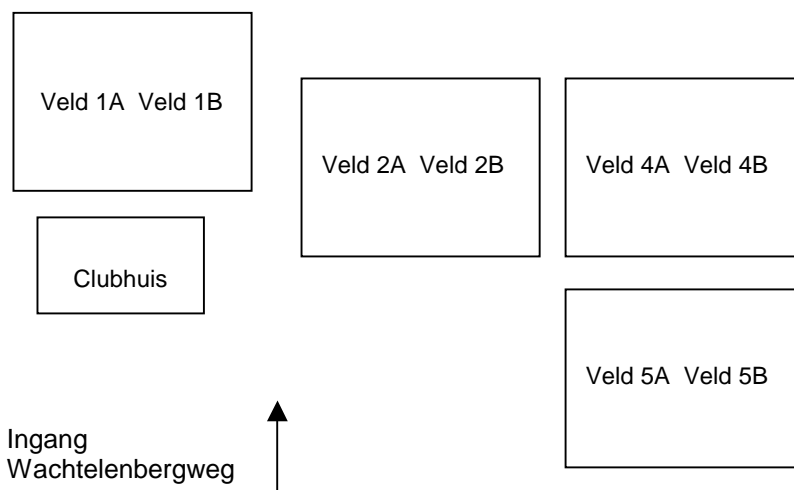 Veld 1A Veld 1B
Veld 2A Veld 2B
Veld 4A Veld 4B
Clubhuis
Veld 5A Veld 5B
Ingang
Wachtelenbergweg